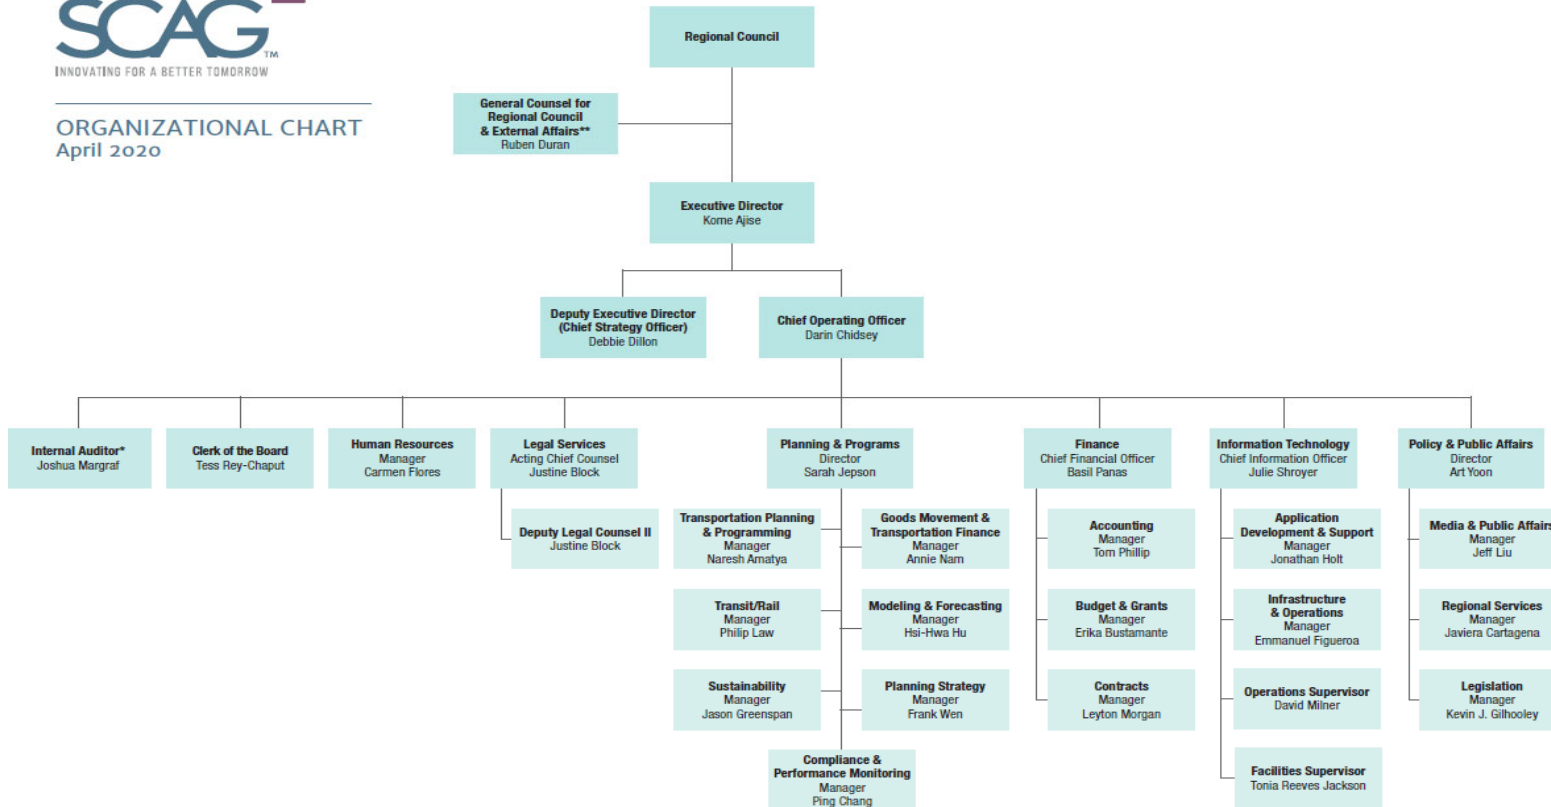 SCAG
TM
INNOVATING FOR A BETTER TOMORROW
ORGANIZATIONAL CHART
April 2020
Regional Council
General Counsel for
Regional Council
& External Affairs**
Ruben Duran
Executive Director
Kome Ajise
Deputy Executive Director
(Chief Strategy Officer)
Debbie Dillon
Chief Operating Officer
Darin Chidsey
Internal Auditor*
Joshua Margraf
Clerk of the Board
Tess Rey-Chaput
Human Resources
Manager
Carmen Flores
Legal Services
Acting Chief Counsel
Justine Block
Planning & Programs
Director
Sarah Jepson
Finance
Chief Financial Officer
Basil Panas
Information Technology
Chief Information Officer
Julie Shroyer
Policy & Public Affairs
Director
Art Yoon
Deputy Legal Counsel II
Justine Block
Transportation Planning
& Programming
Manager
Naresh Amatya
Goods Movement &
Transportation Finance
Manager
Annie Nam
Accounting
Manager
Tom Phillip
Application
Development & Support
Manager
Jonathan Holt
Media & Public Affairs
Manager
Jeff Liu
Transit/Rail
Manager
Philip Law
Modeling & Forecasting
Manager
Hsi-Hwa Hu
Budget & Grants
Manager
Erika Bustamante
Infrastructure
& Operations
Manager
Emmanuel Figueroa
Regional Services
Manager
Javiera Cartagena
Sustainability
Manager
Jason Greenspan
Planning Strategy
Manager
Frank Wen
Contracts
Manager
Leyton Morgan
Operations Supervisor
David Milner
Legislation
Manager
Kevin J. Gilhooley
Compliance &
Performance Monitoring
Manager
Ping Chang
Facilities Supervisor
Tonia Reeves Jackson